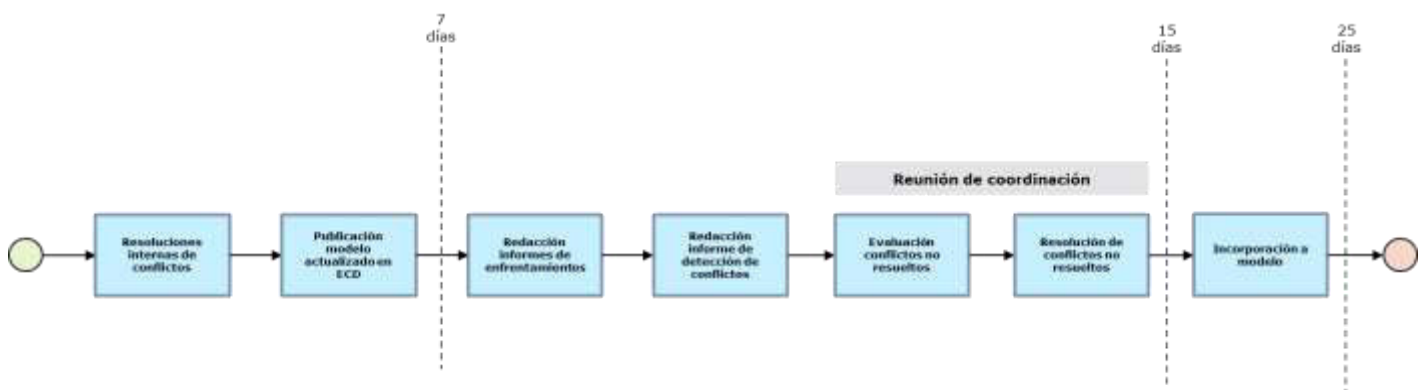 7
días
15
días
25
días
Reunión de coordinación
Resoluciones
internas de
conflictos
Publicación
modelo
actualizado en
ECD
Redacción
informes de
enfrentamientos
Redacción
informe de
detección de
conflictos
Evaluación
conflictos no
resueltos
Resolución de
conflictos no
resueltos
Incorporación a
modelo